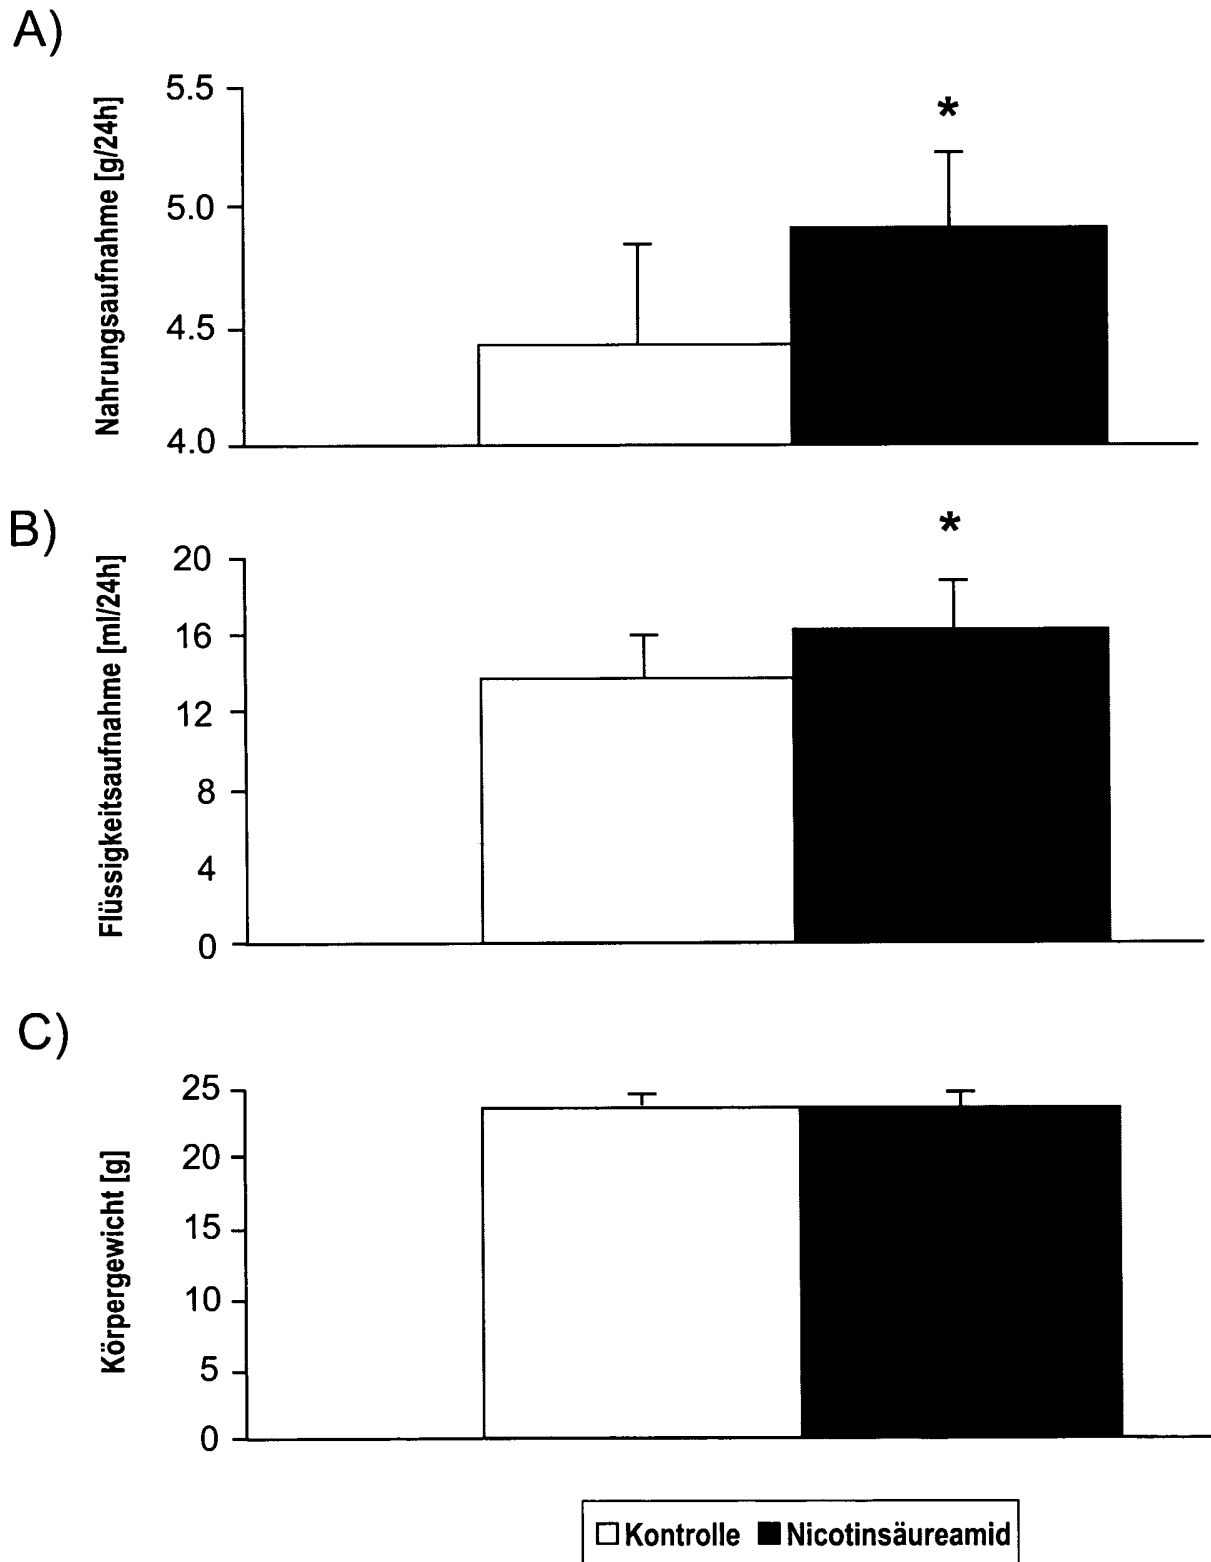 A)
Nahrungsaufnahme [g/24h]
5.5
5.0
4.5
4.0
*
B)
Flüssigkeitsaufnahme [ml/24h]
20
16
12
8
4
0
*
C)
Körpergewicht [g]
25
20
15
10
5
0
Kontrolle Nicotinsäureamid